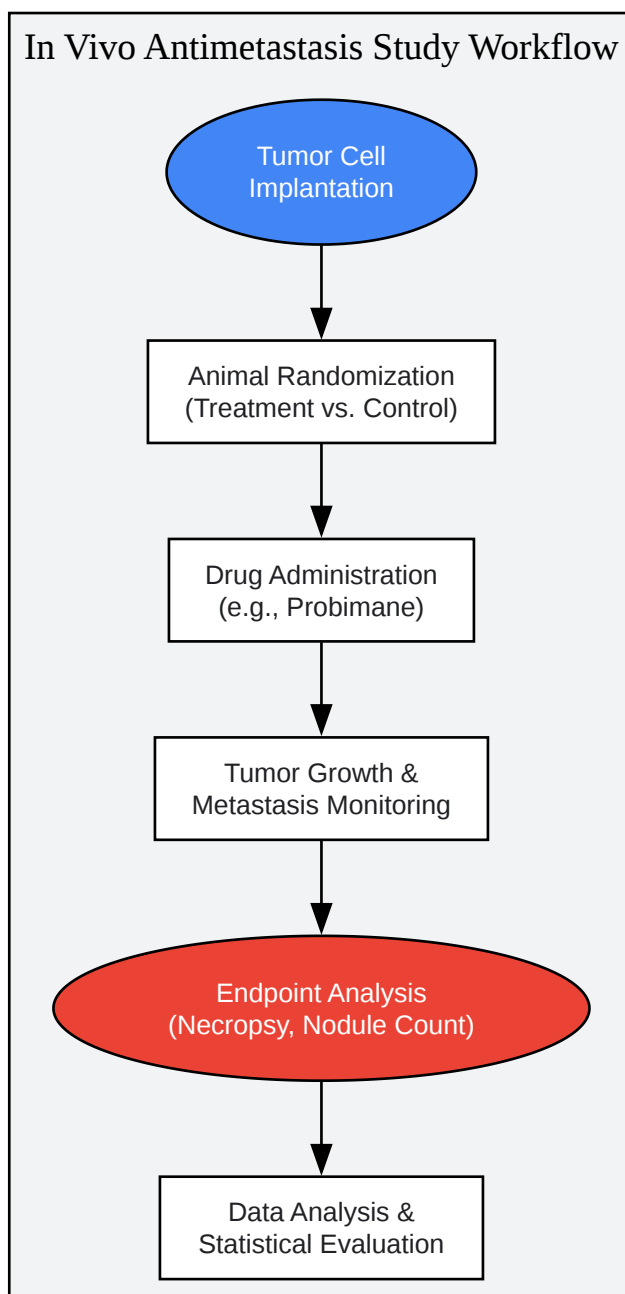 In Vivo Antimetastasis Study Workflow
Tumor Cell
Implantation
Animal Randomization
(Treatment vs. Control)
Drug Administration
(e.g., Probimane)
Tumor Growth &
Metastasis Monitoring
Endpoint Analysis
(Necropsy, Nodule Count)
Data Analysis &
Statistical Evaluation